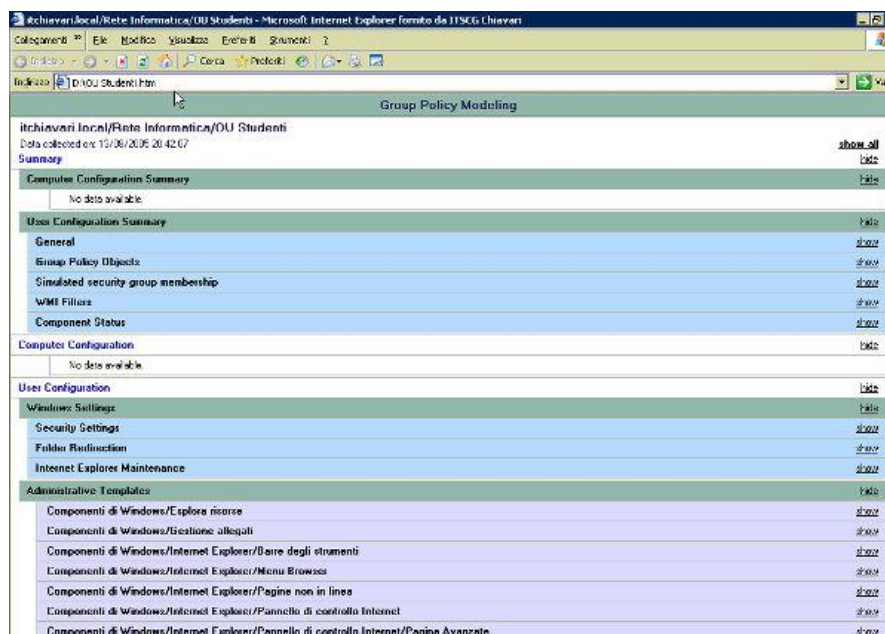 itchiavari.local/Rete Informatica/OU Studenti - Microsoft Internet Explorer fornito da ITSCG Chiavari
Collegamenti » File Modifica Visualizza Preferiti Strumenti ?
Indietro Cerca Preferiti
Indirizzo D:\OU Studenti.htm Va
Group Policy Modeling
itchiavari.local/Rete Informatica/OU Studenti
Data collected on: 20.42.07 show all
Summary hide
Computer Configuration Summary hide
No data available.
User Configuration Summary hide
General show
Group Policy Objects show
Simulated security group membership show
WMI Filters show
Component Status show
Computer Configuration hide
No data available.
User Configuration hide
Windows Settings hide
Security Settings show
Folder Redirection show
Internet Explorer Maintenance show
Administrative Templates hide
Componenti di Windows/Esplora risorse show
Componenti di Windows/Gestione allegati show
Componenti di Windows/Internet Explorer/Barre degli strumenti show
Componenti di Windows/Internet Explorer/Menu Browser show
Componenti di Windows/Internet Explorer/Pagine non in linea show
Componenti di Windows/Internet Explorer/Pannello di controllo Internet show
Componenti di Windows/Internet Explorer/Pannello di controllo Internet/Pagina Avanzate show